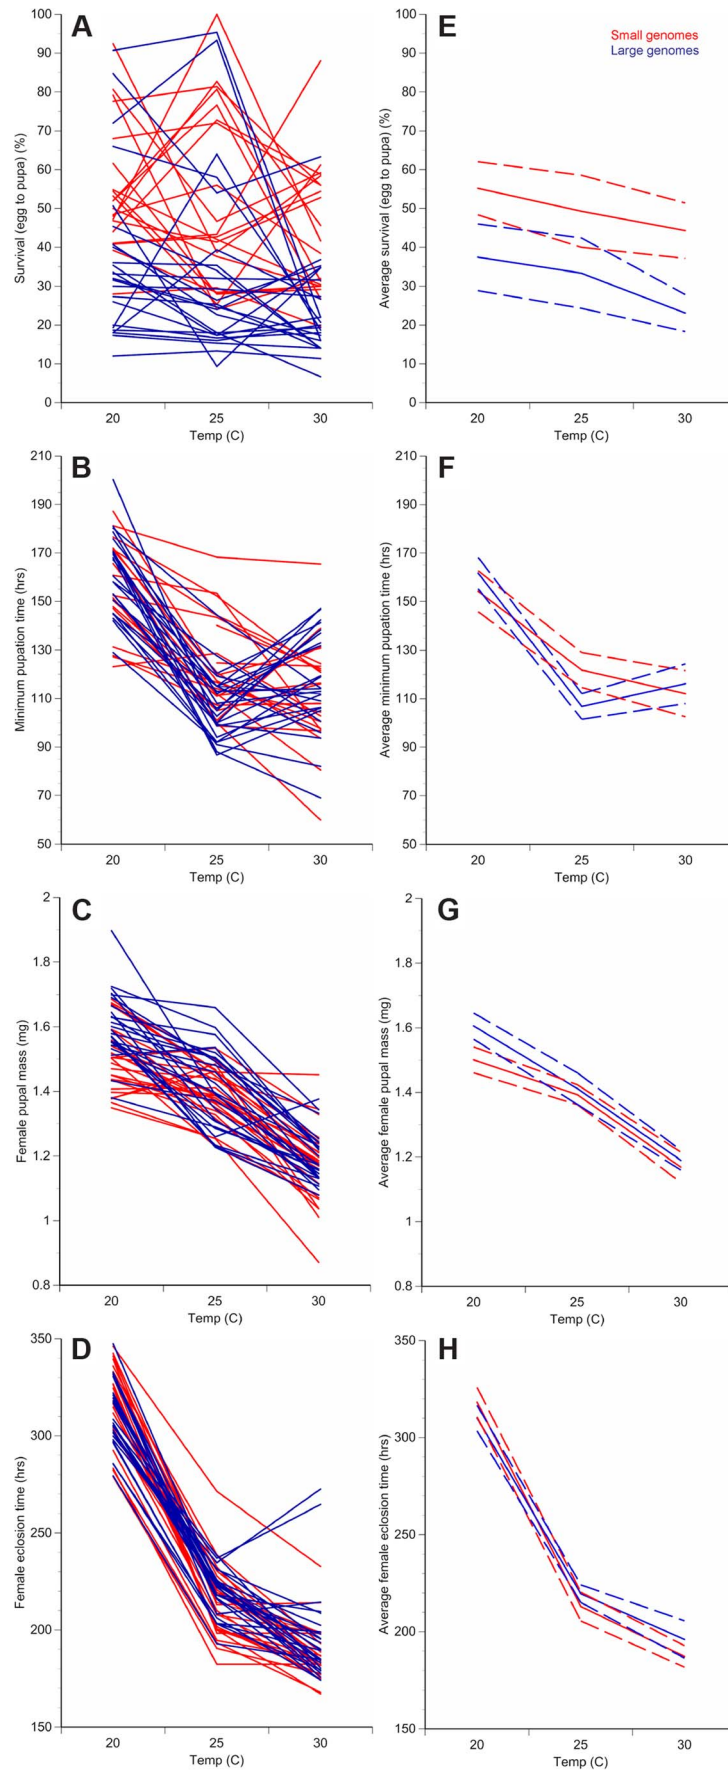 A
Survival (egg to pupa) (%)
100
90
80
70
60
50
40
30
20
10
0
20 25 30
Temp (C)
E
Small genomes
Large genomes
Average survival (egg to pupa) (%)
100
90
80
70
60
50
40
30
20
10
0
20 25 30
Temp (C)
B
Minimum pupation time (hrs)
210
190
170
150
130
110
90
70
50
20 25 30
Temp (C)
F
Average minimum pupation time (hrs)
210
190
170
150
130
110
90
70
50
20 25 30
Temp (C)
C
Female pupal mass (mg)
2
1.8
1.6
1.4
1.2
1
0.8
20 25 30
Temp (C)
G
Average female pupal mass (mg)
2
1.8
1.6
1.4
1.2
1
0.8
20 25 30
Temp (C)
D
Female eclosion time (hrs)
350
300
250
200
150
20 25 30
Temp (C)
H
Average female eclosion time (hrs)
350
300
250
200
150
20 25 30
Temp (C)